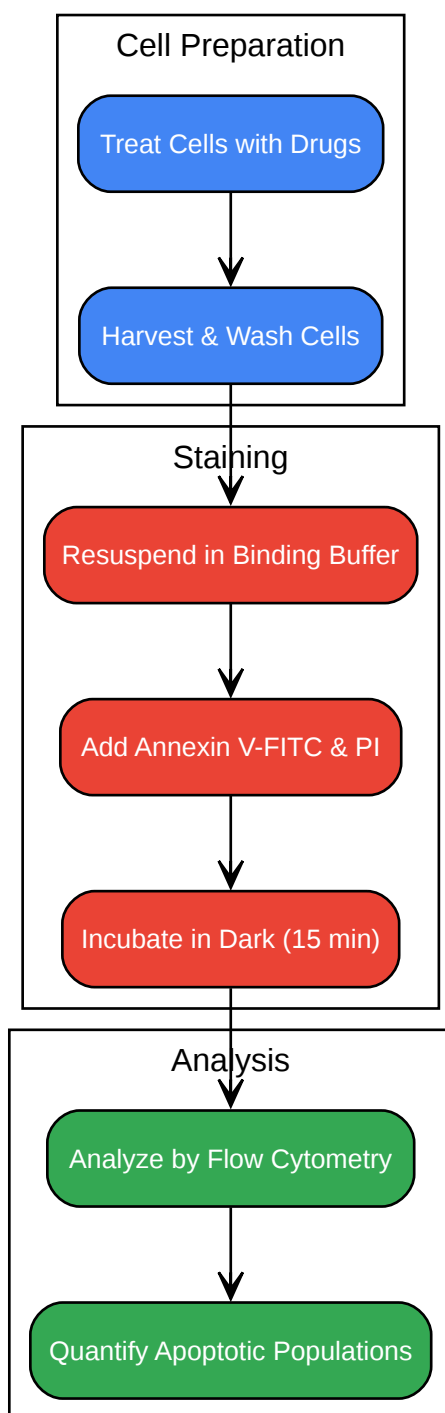 Cell Preparation
Treat Cells with Drugs
Harvest & Wash Cells
Staining
Resuspend in Binding Buffer
Add Annexin V-FITC & PI
Incubate in Dark (15 min)
Analysis
Analyze by Flow Cytometry
Quantify Apoptotic Populations